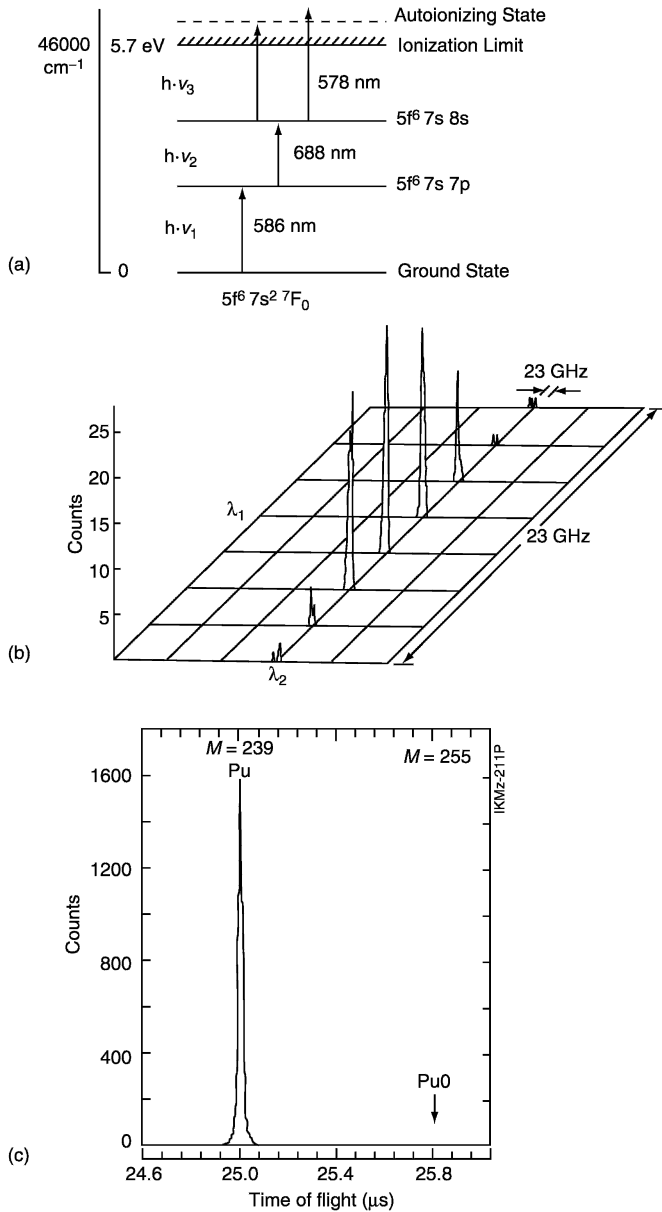 Autoionizing State
46000 cm⁻¹
5.7 eV
Ionization Limit
h·ν₃
578 nm
5f⁶ 7s 8s
h·ν₂
688 nm
5f⁶ 7s 7p
h·ν₁
586 nm
(a)
0
Ground State
5f⁶ 7s² ⁷F₀
23 GHz
25
20
15
10
5
Counts
λ₁
23 GHz
(b)
λ₂
M = 239
Pu
M = 255
IKMz-211P
1600
1200
800
400
0
Counts
Pu0
(c)
24.6 25.0 25.4 25.8
Time of flight (μs)